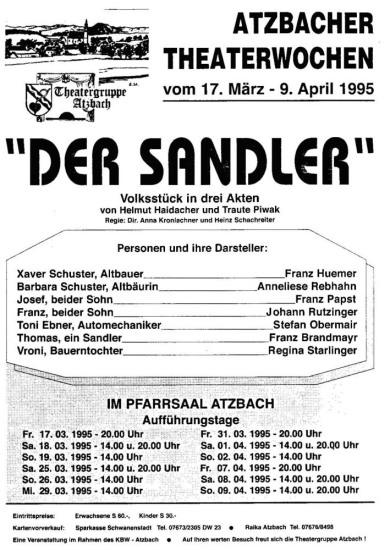 ATZBACHER
THEATERWOCHEN
vom 17. März - 9. April 1995
Theatergruppe
Atzbach
"DER SANDLER"
Volksstück in drei Akten
von Helmut Haidacher und Traute Piwak
Regie: Dir. Anna Kronlachner und Heinz Schachreiter
Personen und ihre Darsteller:
Xaver Schuster, Altbauer Franz Huemer
Barbara Schuster, Altbäurin Anneliese Rebhahn
Josef, beider Sohn Franz Papst
Franz, beider Sohn Johann Rutzinger
Toni Ebner, Automechaniker Stefan Obermair
Thomas, ein Sandler Franz Brandmayr
Vroni, Bauerntochter Regina Starlinger
IM PFARRSAAL ATZBACH
Aufführungstage
Fr. 17. 03. 1995 - 20.00 Uhr Fr. 31. 03. 1995 - 20.00 Uhr
Sa. 18. 03. 1995 - 14.00 u. 20.00 Uhr Sa. 01. 04. 1995 - 14.00 u. 20.00 Uhr
So. 19. 03. 1995 - 14.00 Uhr So. 02. 04. 1995 - 14.00 Uhr
Sa. 25. 03. 1995 - 14.00 u. 20.00 Uhr Fr. 07. 04. 1995 - 20.00 Uhr
So. 26. 03. 1995 - 14.00 Uhr Sa. 08. 04. 1995 - 14.00 u. 20.00 Uhr
Mi. 29. 03. 1995 - 14.00 Uhr So. 09. 04. 1995 - 14.00 u. 20.00 Uhr
Eintrittspreise: Erwachsene S 60.-, Kinder S 30.-
Kartenvorverkauf: Sparkasse Schwanenstadt Tel. 07673/2305 DW 23 ● Raika Atzbach Tel. 07676/8498
Eine Veranstaltung im Rahmen des KBW - Atzbach ● Auf Ihren werten Besuch freut sich die Theatergruppe Atzbach !